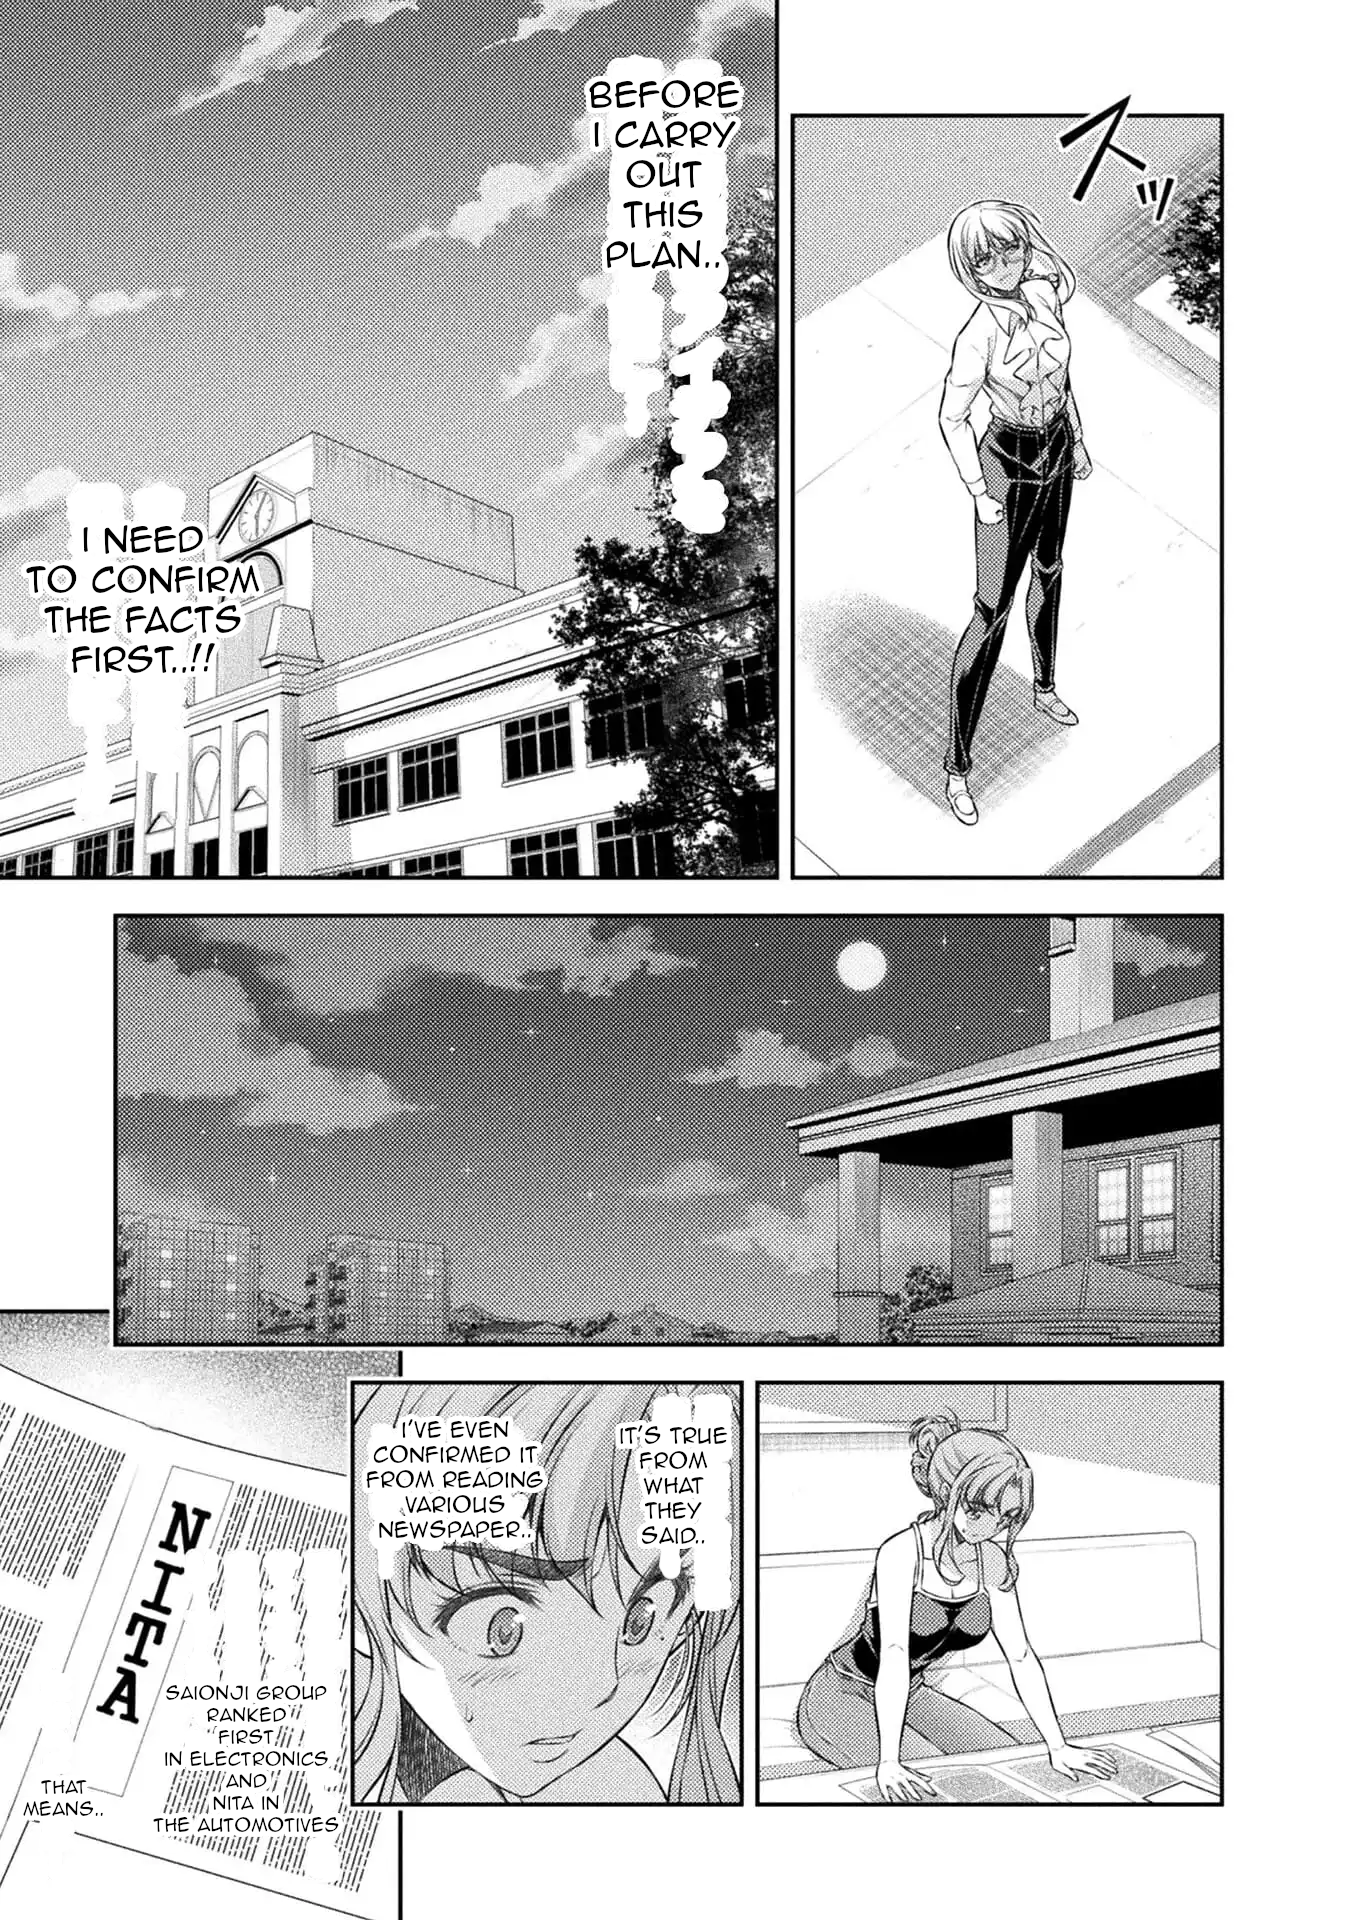 スッ
BEFORE
I CARRY
OUT
THIS
PLAN..
I NEED
TO CONFIRM
THE FACTS
FIRST..!!
IT'S TRUE
FROM
WHAT
THEY
SAID..
I'VE EVEN
CONFIRMED IT
FROM READING
VARIOUS
NEWSPAPER..
NITA
SAIONJI GROUP
RANKED
FIRST
IN ELECTRONICS
AND
NITA IN
THE AUTOMOTIVES
THAT
MEANS..